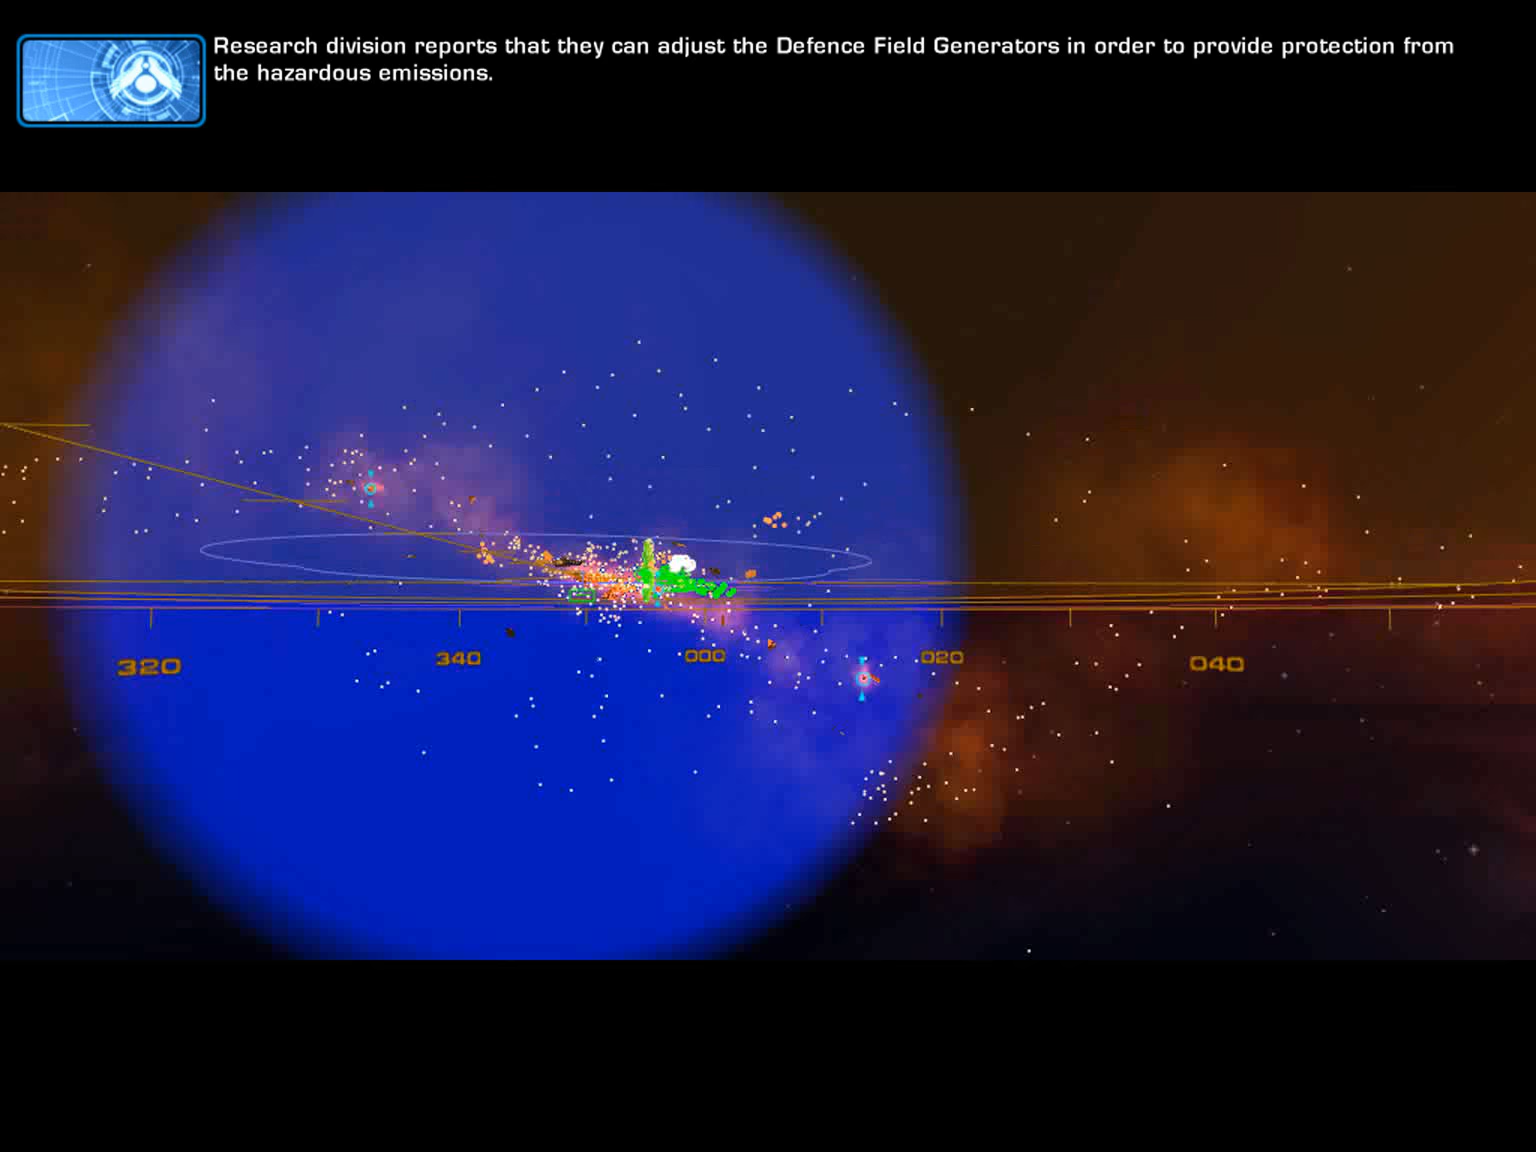 Research division reports that they can adjust the Defence Field Generators in order to provide protection from
the hazardous emissions.
320 340 000 020 040